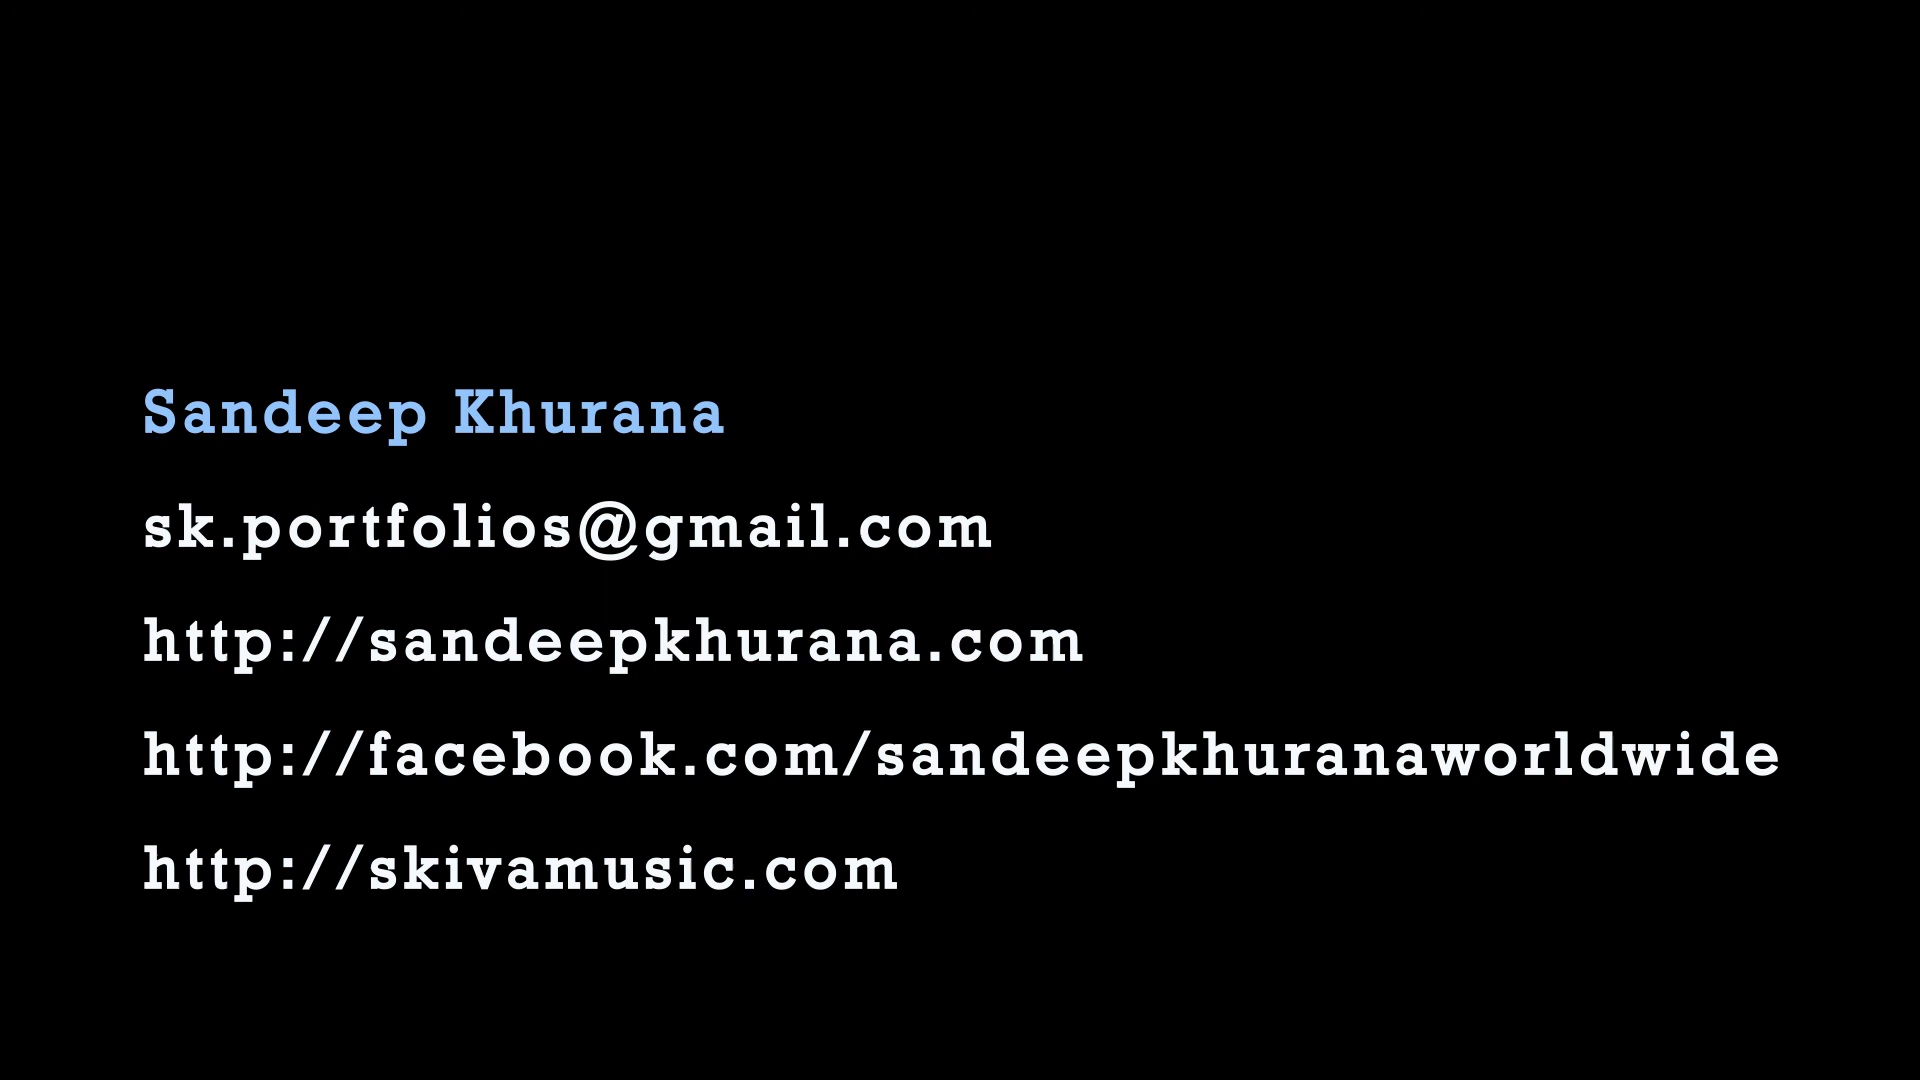 Sandeep Khurana
sk.portfolios@gmail.com
http://sandeepkhurana.com
http://facebook.com/sandeepkhuranaworldwide
http://skivamusic.com